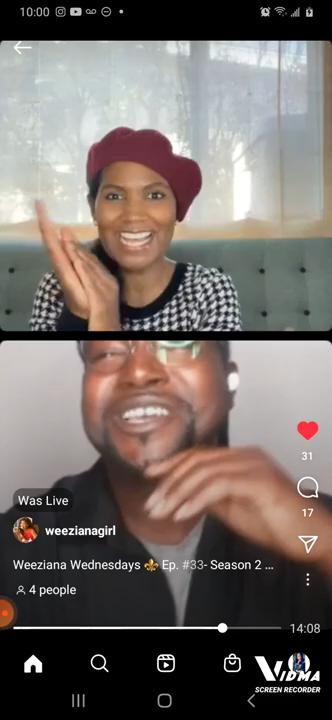 10:00
Was Live
weezianagirl
Weeziana Wednesdays ⚜️ Ep. #33- Season 2 ...
4 people
31
17
14:08
VIDMA
SCREEN RECORDER